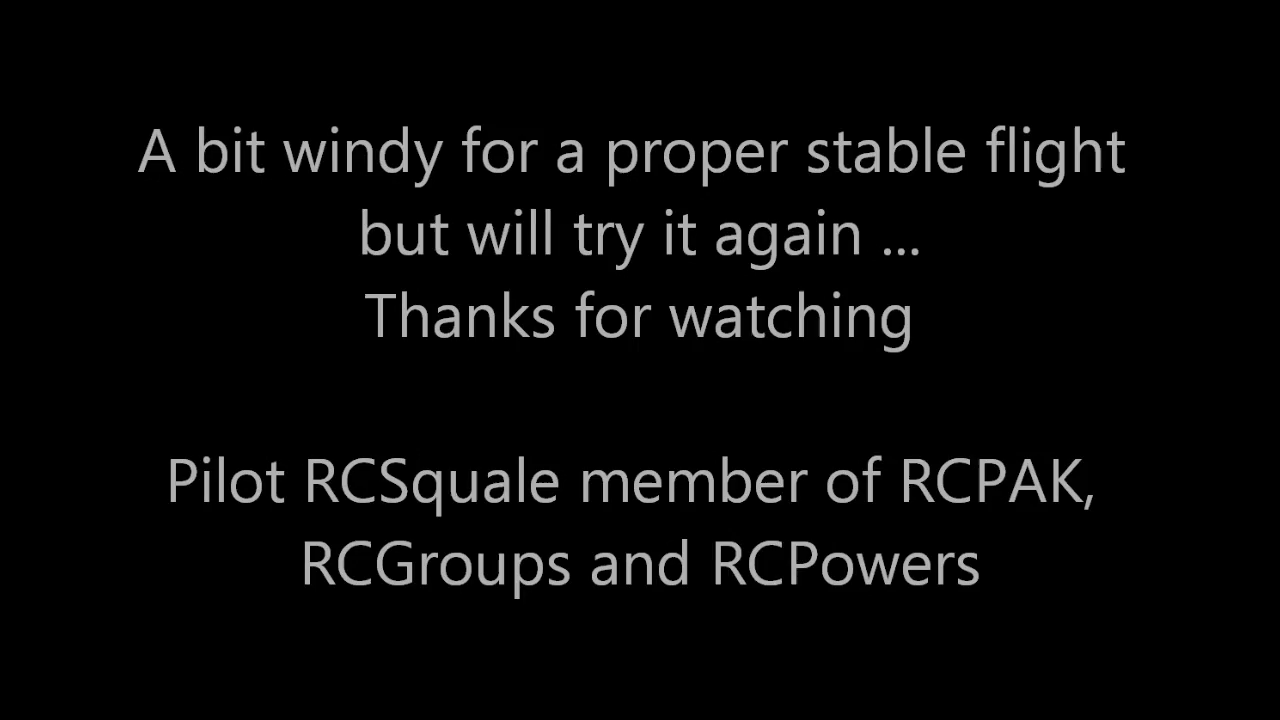 A bit windy for a proper stable flight
but will try it again ...
Thanks for watching
Pilot RCSquale member of RCPAK,
RCGroups and RCPowers